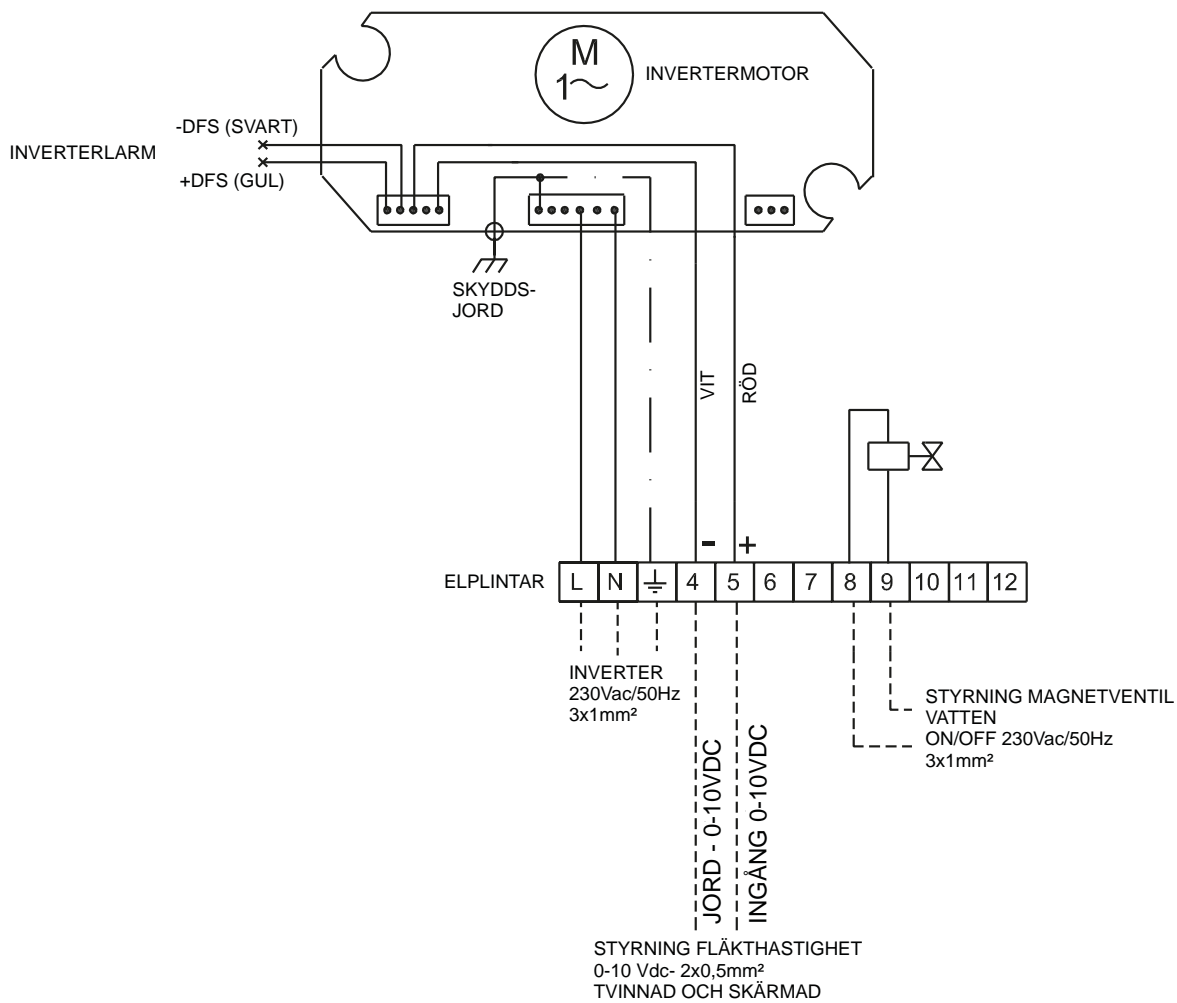 M
1~
INVERTERMOTOR
-DFS (SVART)
INVERTERLARM
+DFS (GUL)
SKYDDS-
JORD
VIT
RÖD
- +
ELPLINTAR L N 4 5 6 7 8 9 10 11 12
INVERTER
230Vac/50Hz
3x1mm²
STYRNING MAGNETVENTIL
VATTEN
ON/OFF 230Vac/50Hz
3x1mm²
JORD - 0-10VDC
INGÅNG 0-10VDC
STYRNING FLÄKTHASTIGHET
0-10 Vdc- 2x0,5mm²
TVINNAD OCH SKÄRMAD